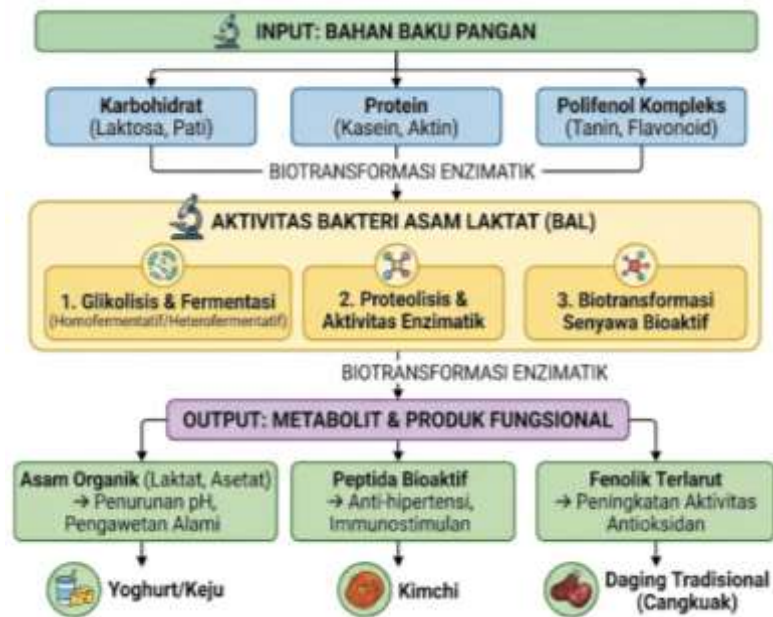 INPUT: BAHAN BAKU PANGAN
Karbohidrat
(Laktosa, Pati)
Protein
(Kasein, Aktin)
Polifenol Kompleks
(Tanin, Flavonoid)
BIOTRANSFORMASI ENZIMATIK
AKTIVITAS BAKTERI ASAM LAKTAT (BAL)
1. Glikolisis & Fermentasi
(Homofermentatif/Heterofermentatif)
2. Proteolisis &
Aktivitas Enzimatik
3. Biotransformasi
Senyawa Bioaktif
BIOTRANSFORMASI ENZIMATIK
OUTPUT: METABOLIT & PRODUK FUNGSIONAL
Asam Organik (Laktat, Asetat)
→ Penurunan pH,
Pengawetan Alami
Peptida Bioaktif
→ Anti-hipertensi,
Immunostimulan
Fenolik Terlarut
→ Peningkatan Aktivitas
Antioksidan
Yoghurt/Keju
Kimchi
Daging Tradisional
(Cangkuak)